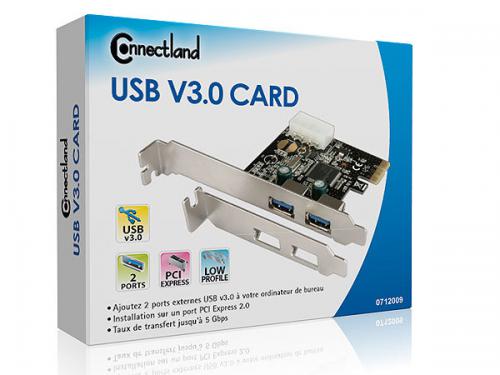 Connectland
USB V3.0 CARD
Connectland
USB V3.0 CARD
USB
v3.0
2
PORTS
PCI
EXPRESS
LOW
PROFILE
• Ajoutez 2 ports externes USB v3.0 à votre ordinateur de bureau
• Installation sur un port PCI Express 2.0
• Taux de transfert jusqu'à 5 Gbps
0712009